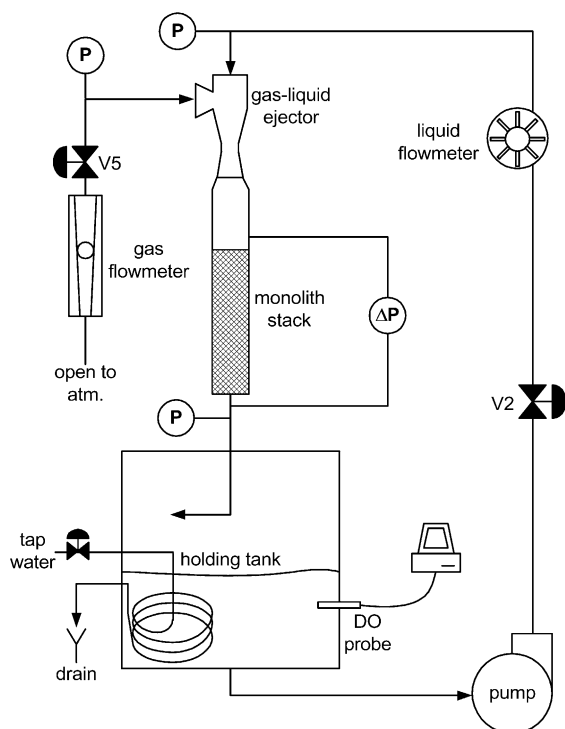 P
P
gas-liquid
ejector
liquid
flowmeter
V5
gas
flowmeter
monolith
stack
ΔP
open to
atm.
V2
P
tap
water
holding tank
DO
probe
drain
pump